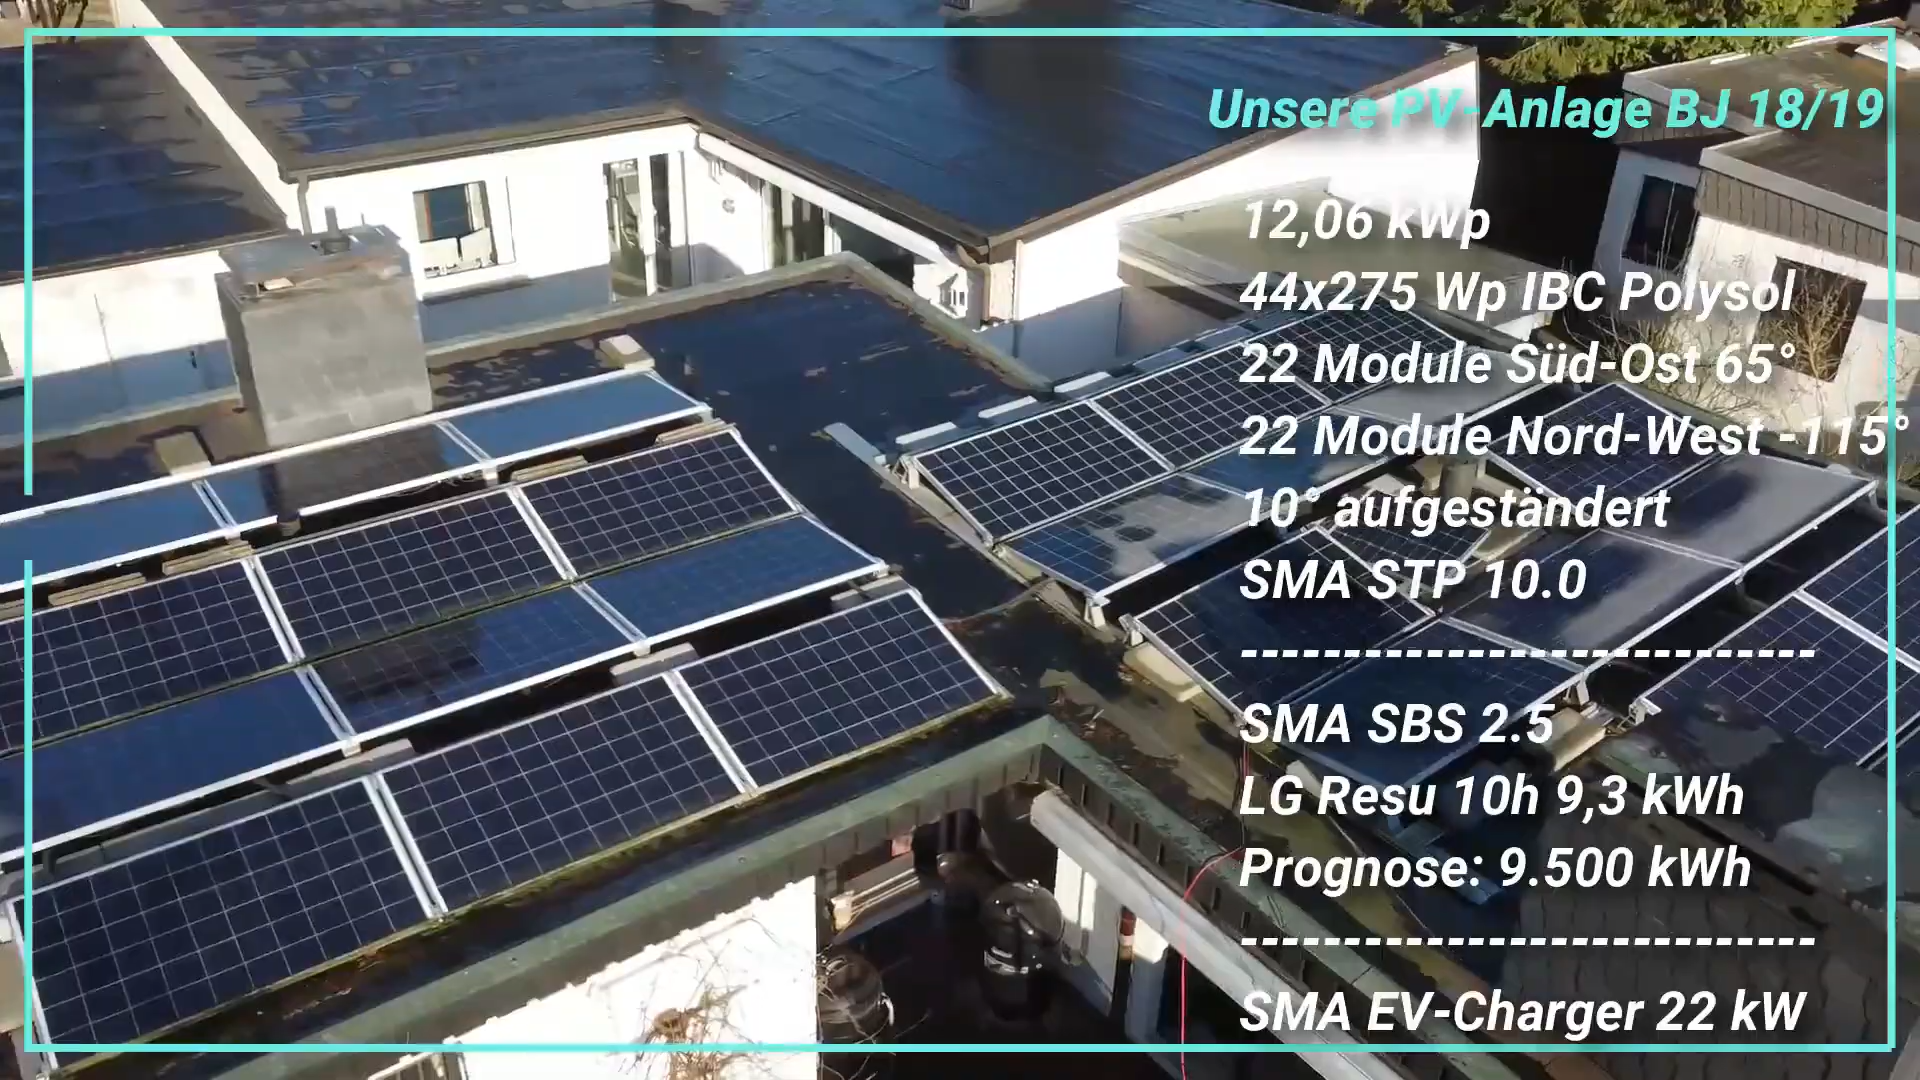 Unsere PV-Anlage BJ 18/19
12,06 kWp
44x275 Wp IBC Polysol
22 Module Süd-Ost 65°
22 Module Nord-West -115°
10° aufgeständert
SMA STP 10.0
----------------------------
SMA SBS 2.5
LG Resu 10h 9,3 kWh
Prognose: 9.500 kWh
----------------------------
SMA EV-Charger 22 kW